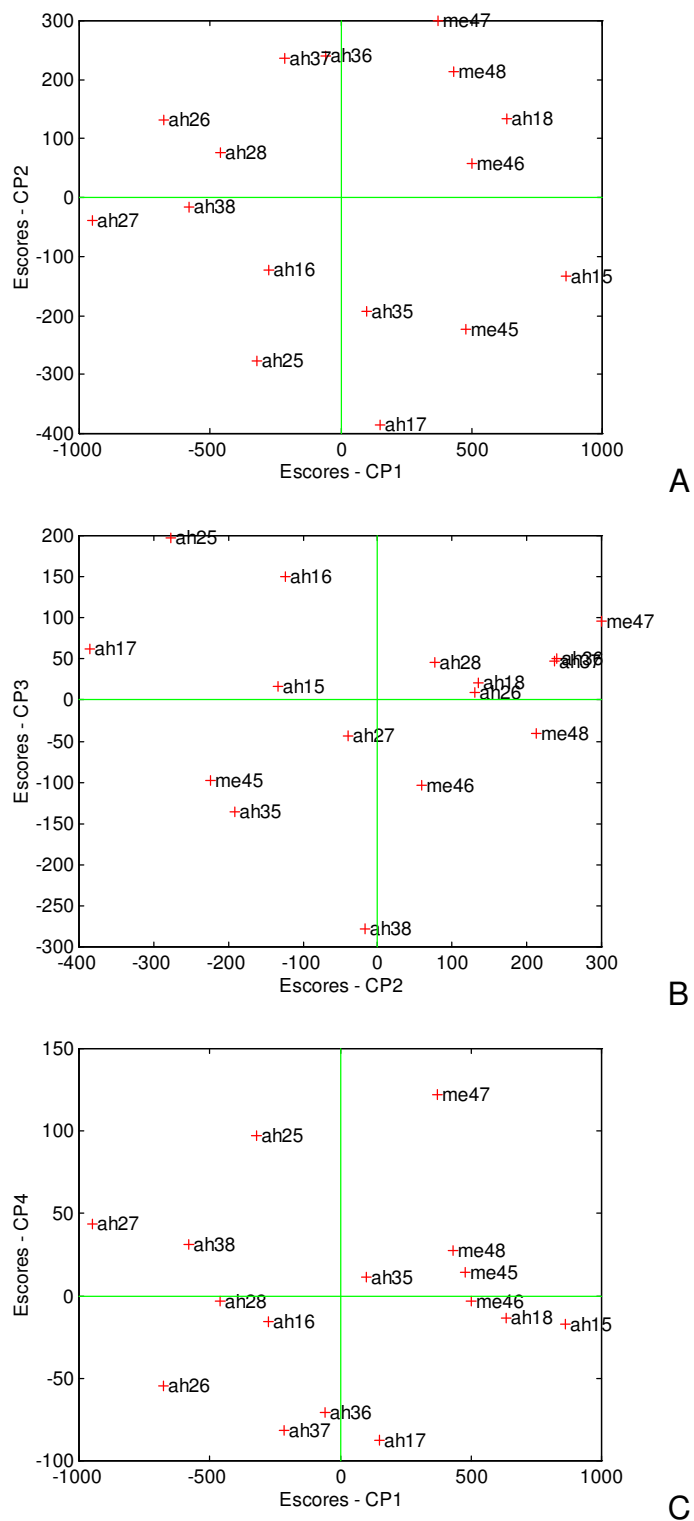 300
me47
200
ah37
ah36
me48
ah26
ah18
100
ah28
me46
0
ah38
ah27
-100
ah16
ah15
-200
ah35
me45
-300
ah25
-400
ah17
-1000
-500
0
500
1000
Escores - CP1
Escores - CP2
A
200
ah25
150
ah16
100
me47
ah17
50
ah28
ah36
ah37
ah18
ah15
ah26
0
ah27
me48
-50
-100
me45
me46
ah35
-150
-200
-250
ah38
-300
-400
-300
-200
-100
0
100
200
300
Escores - CP2
Escores - CP3
B
150
me47
100
ah25
50
ah27
ah38
me48
me45
ah35
0
ah28
me46
ah16
ah18
ah15
-50
ah26
ah36
ah37
ah17
-100
-1000
-500
0
500
1000
Escores - CP1
Escores - CP4
C